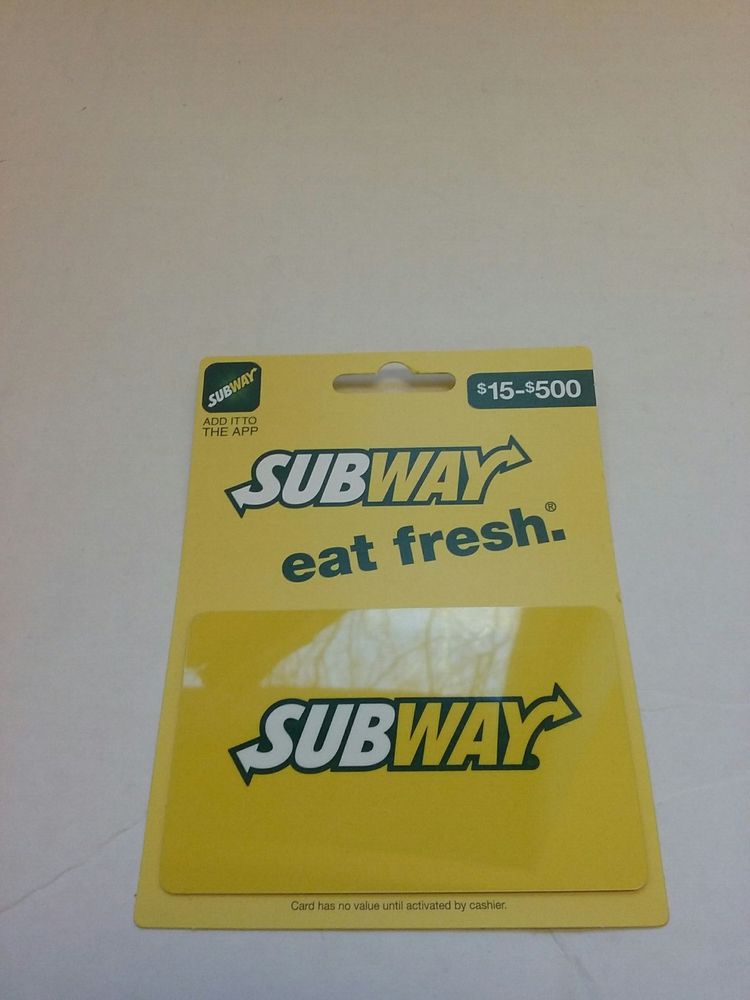 SUBWAY
ADD IT TO
THE APP
$15-$500
SUBWAY
eat fresh.®
SUBWAY
Card has no value until activated by cashier.